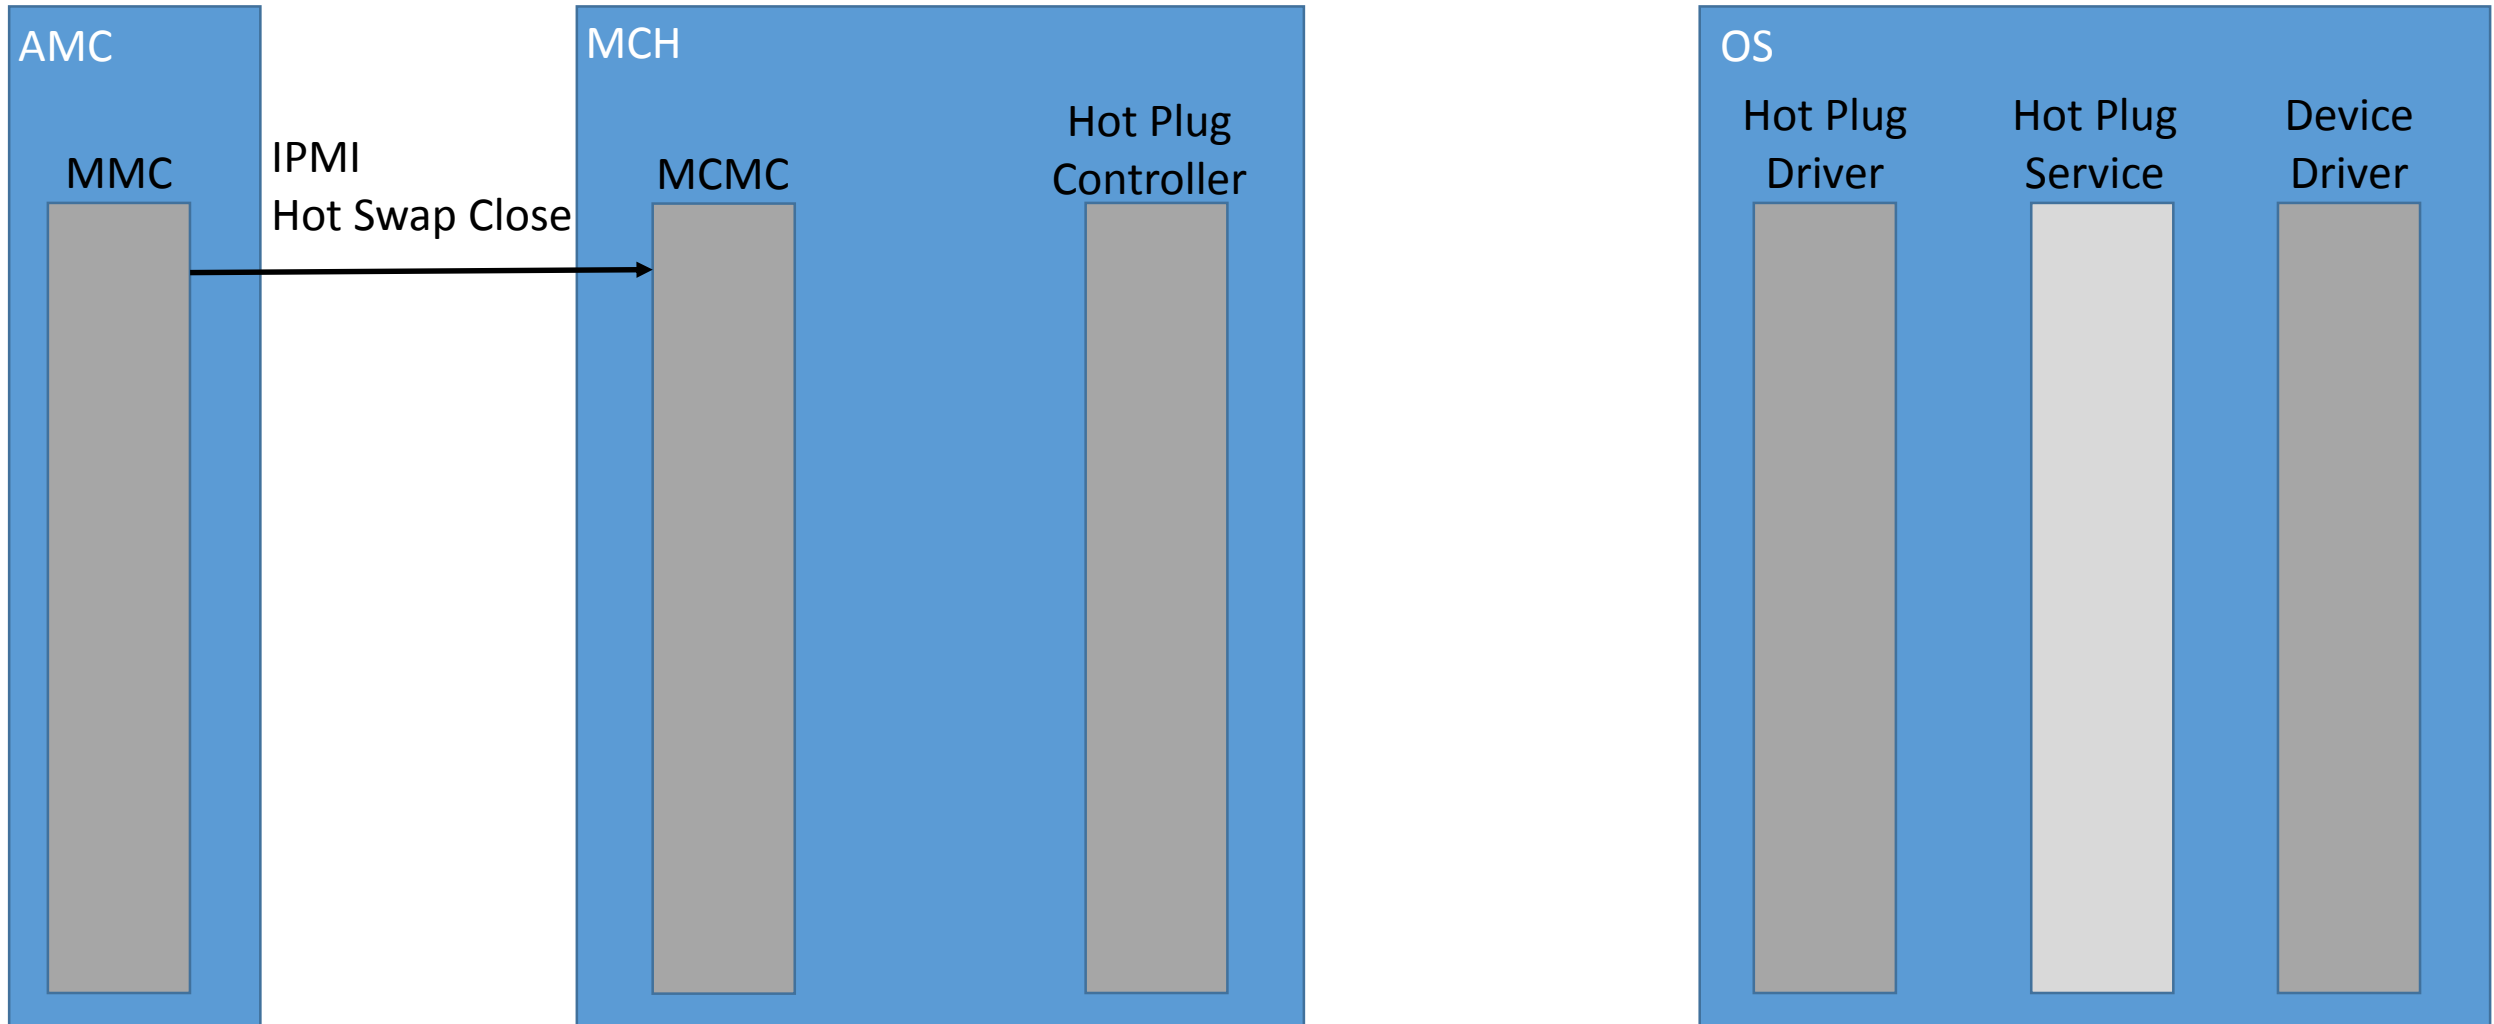 AMC
MMC
IPMI
Hot Swap Close
MCH
MCMC
Hot Plug
Controller
OS
Hot Plug
Driver
Hot Plug
Service
Device
Driver